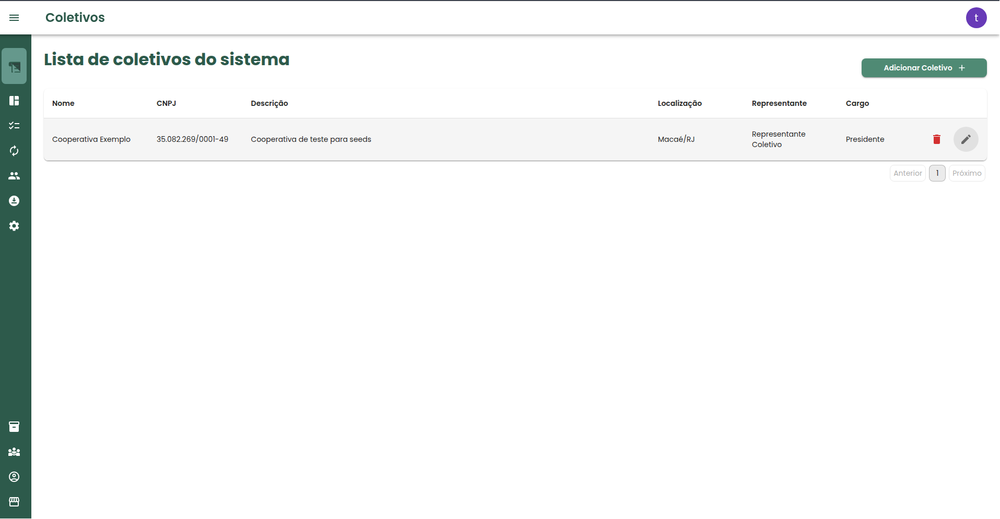 Coletivos
t
Lista de coletivos do sistema
Adicionar Coletivo
Nome CNPJ Descrição Localização Representante Cargo
Cooperativa Exemplo 35.082.269/0001-49 Cooperativa de teste para seeds Macaé/RJ Representante Coletivo Presidente
Anterior 1 Próximo